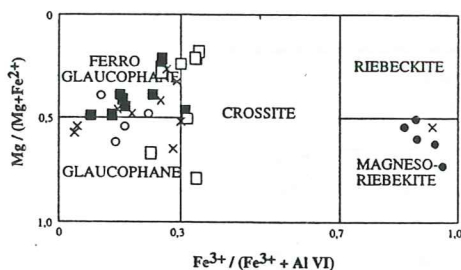 0
FERRO
GLAUCOPHANE
RIEBECKITE
Mg / (Mg+Fe2+)
0,5
CROSSITE
GLAUCOPHANE
MAGNESO-
RIEBEKITE
1,0
0 0,3 0,7 1,0
Fe3+ / (Fe3+ + Al VI)